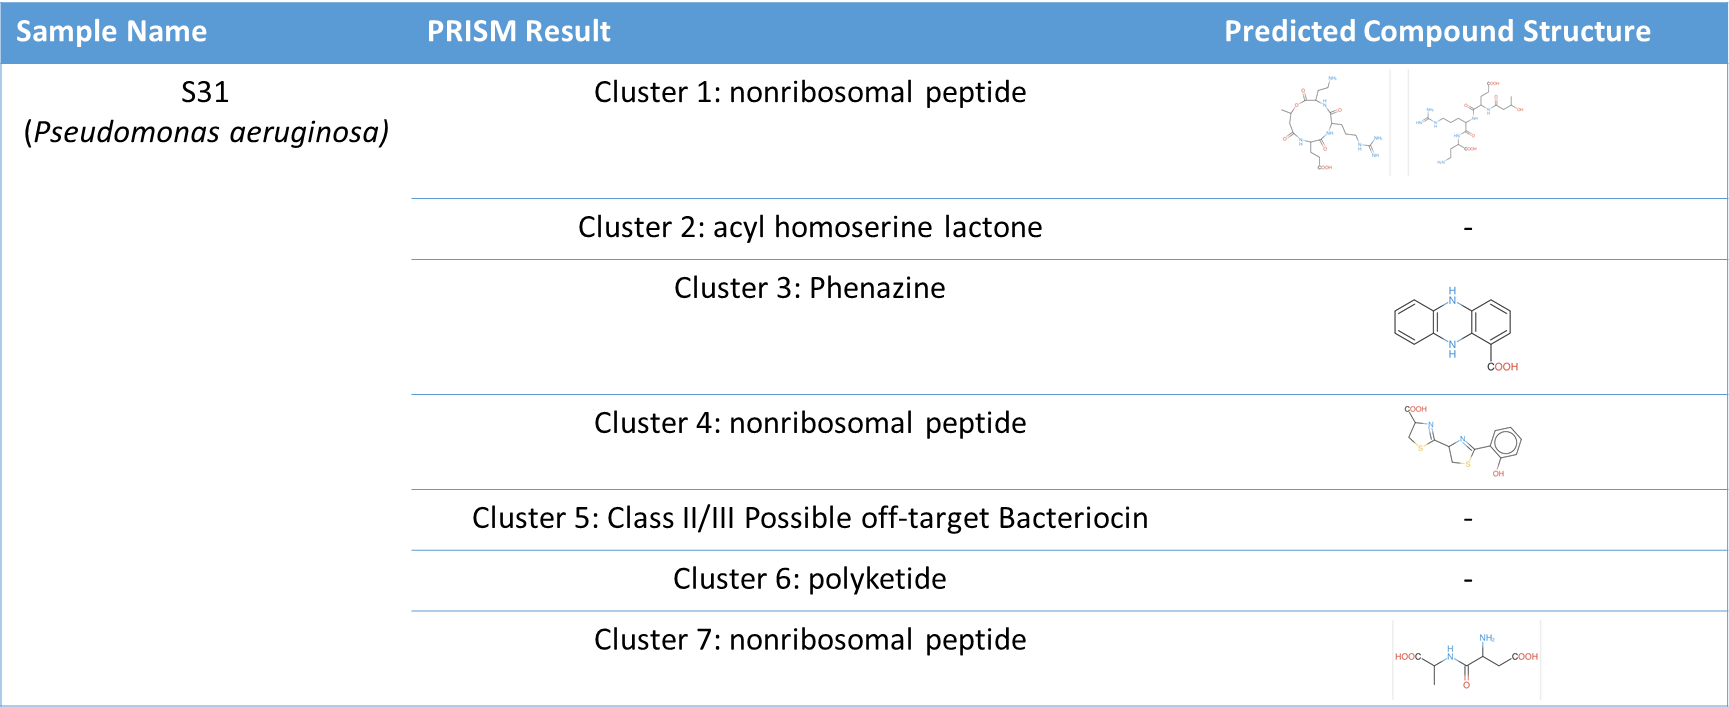 Sample Name PRISM Result Predicted Compound Structure
S31 Cluster 1: nonribosomal peptide
(Pseudomonas aeruginosa)
Cluster 2: acyl homoserine lactone -
Cluster 3: Phenazine
H
N
N
H
COOH
Cluster 4: nonribosomal peptide
COOH
N
N
S
S
OH
Cluster 5: Class II/III Possible off-target Bacteriocin -
Cluster 6: polyketide -
Cluster 7: nonribosomal peptide
NH₂
H
HOOC N COOH
O